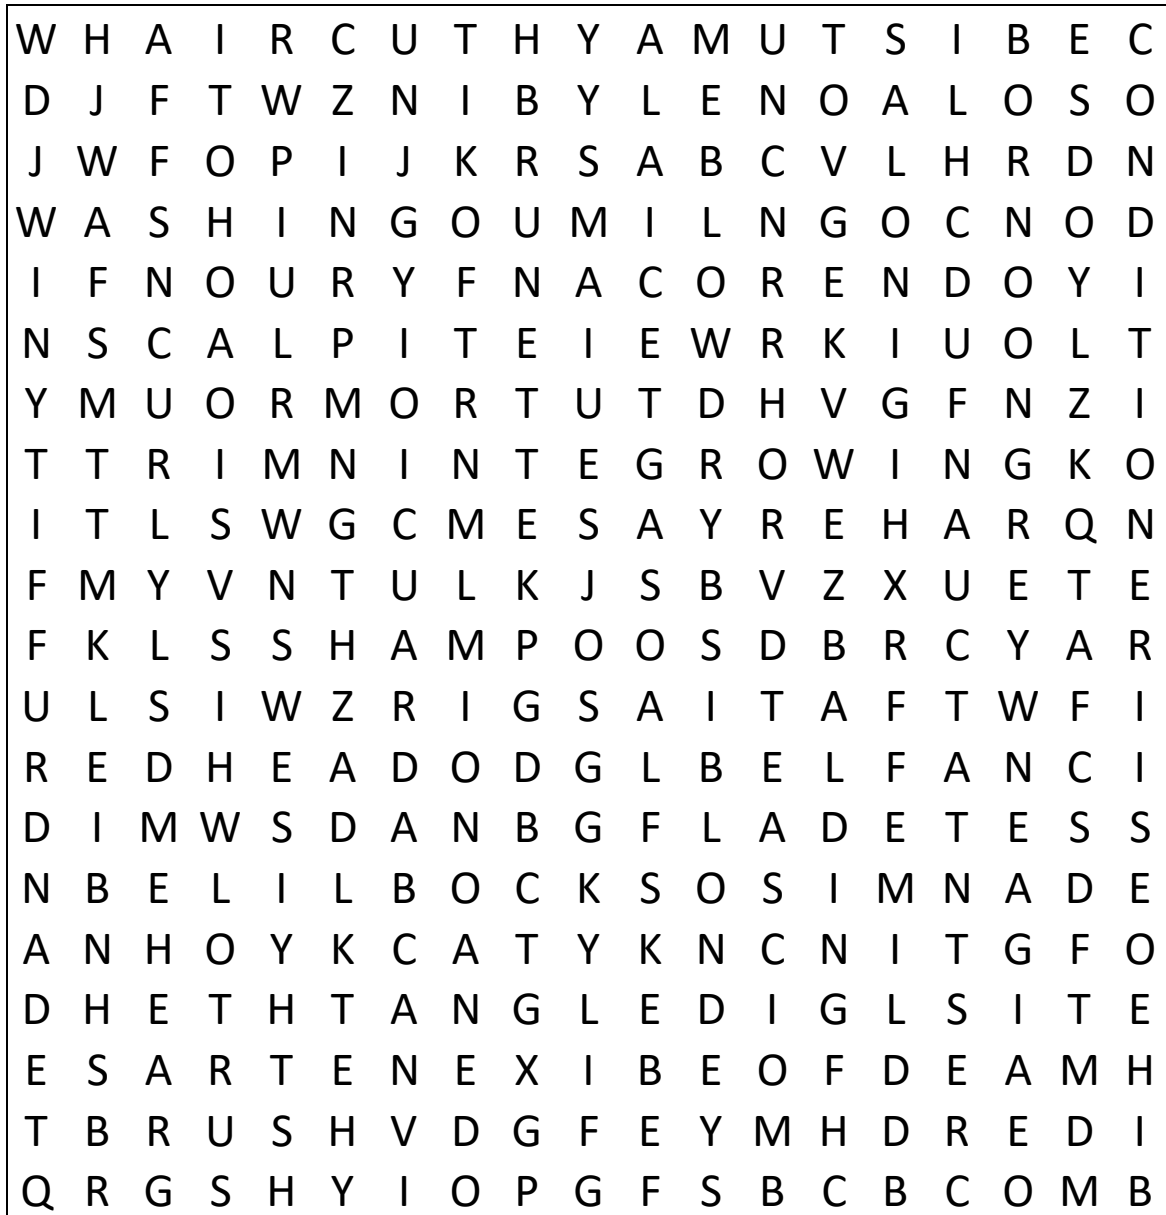 W H A I R C U T H Y A M U T S I B E C
D J F T W Z N I B Y L E N O A L O S O
J W F O P I J K R S A B C V L H R D N
W A S H I N G O U M I L N G O C N O D
I F N O U R Y F N A C O R E N D O Y I
N S C A L P I T E I E W R K I U O L T
Y M U O R M O R T U T D H V G F N Z I
T T R I M N I N T E G R O W I N G K O
I T L S W G C M E S A Y R E H A R Q N
F M Y V N T U L K J S B V Z X U E T E
F K L S S H A M P O O S D B R C Y A R
U L S I W Z R I G S A I T A F T W F I
R E D H E A D O D G L B E L F A N C I
D I M W S D A N B G F L A D E T E S S
N B E L I L B O C K S O S I M N A D E
A N H O Y K C A T Y K N C N I T G F O
D H E T H T A N G L E D I G L S I T E
E S A R T E N E X I B E O F D E A M H
T B R U S H V D G F E Y M H D R E D I
Q R G S H Y I O P G F S B C B C O M B